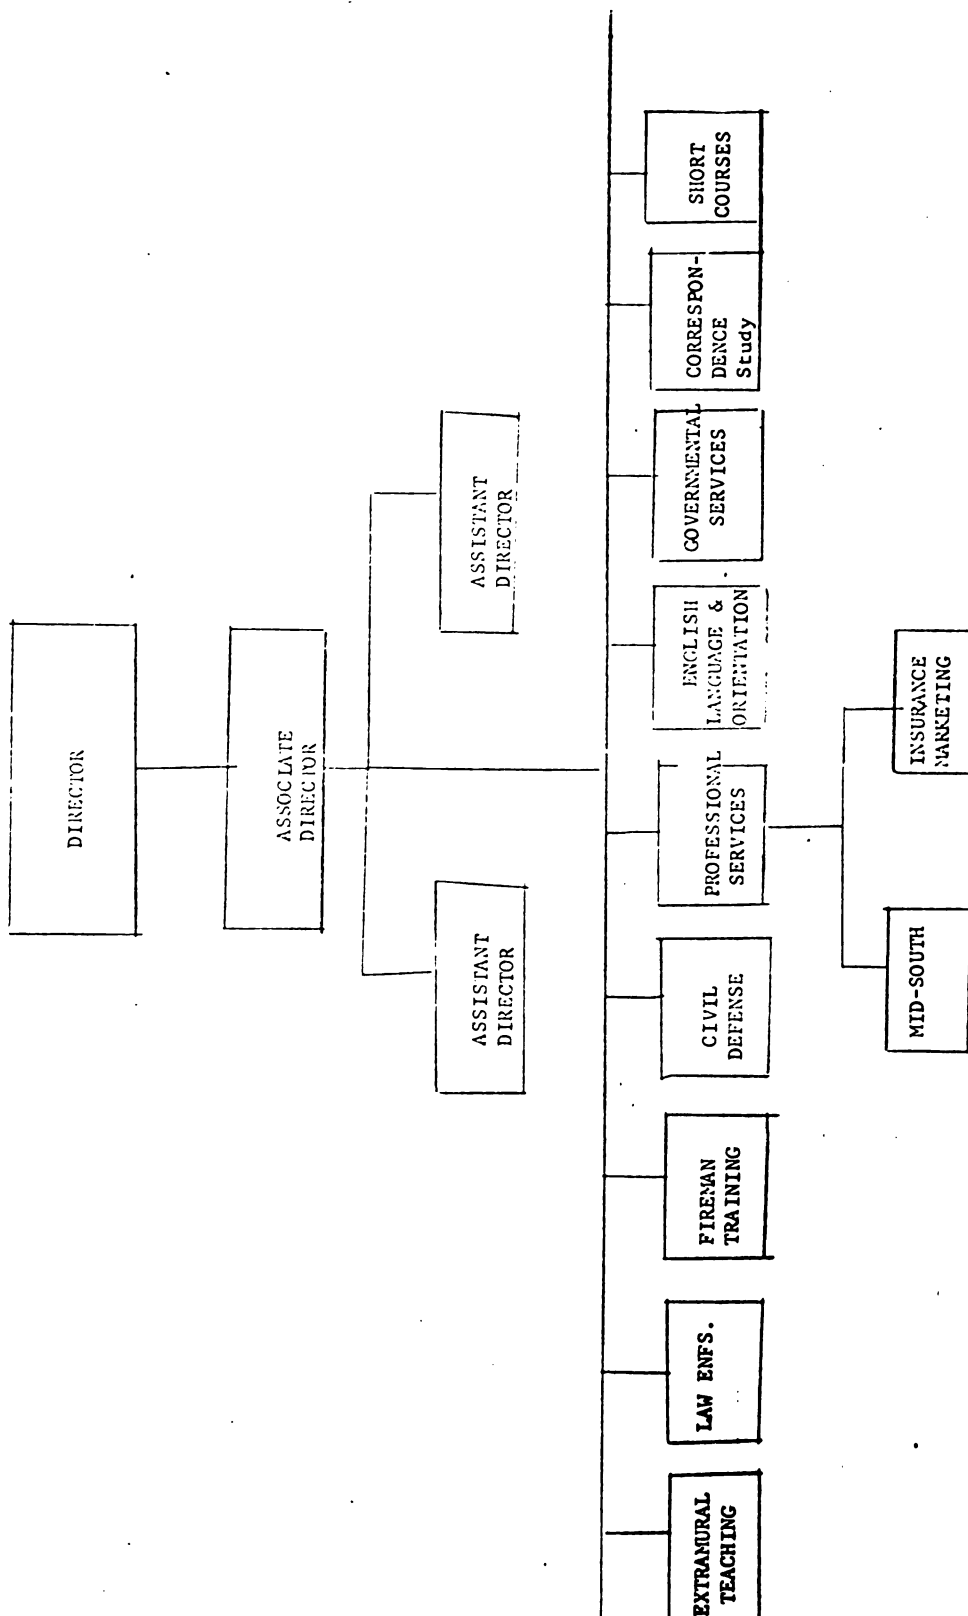 DIRECTOR
ASSOCIATE
DIRECTOR
ASSISTANT
DIRECTOR
ASSISTANT
DIRECTOR
EXTRAMURAL
TEACHING
LAW ENFS.
FIREMAN
TRAINING
CIVIL
DEFENSE
PROFESSIONAL
SERVICES
ENGLISH
LANGUAGE &
ORIENTATION
GOVERNMENTAL
SERVICES
CORRESPON-
DENCE
Study
SHORT
COURSES
MID-SOUTH
INSURANCE
MARKETING